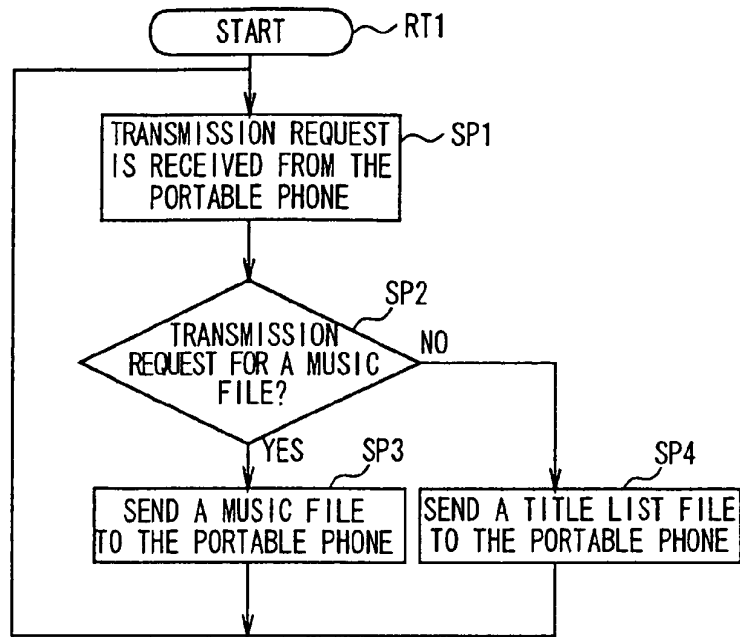 START
RT1
TRANSMISSION REQUEST
IS RECEIVED FROM THE
PORTABLE PHONE
SP1
SP2
TRANSMISSION
REQUEST FOR A MUSIC
FILE?
NO
YES
SP3
SEND A MUSIC FILE
TO THE PORTABLE PHONE
SP4
SEND A TITLE LIST FILE
TO THE PORTABLE PHONE